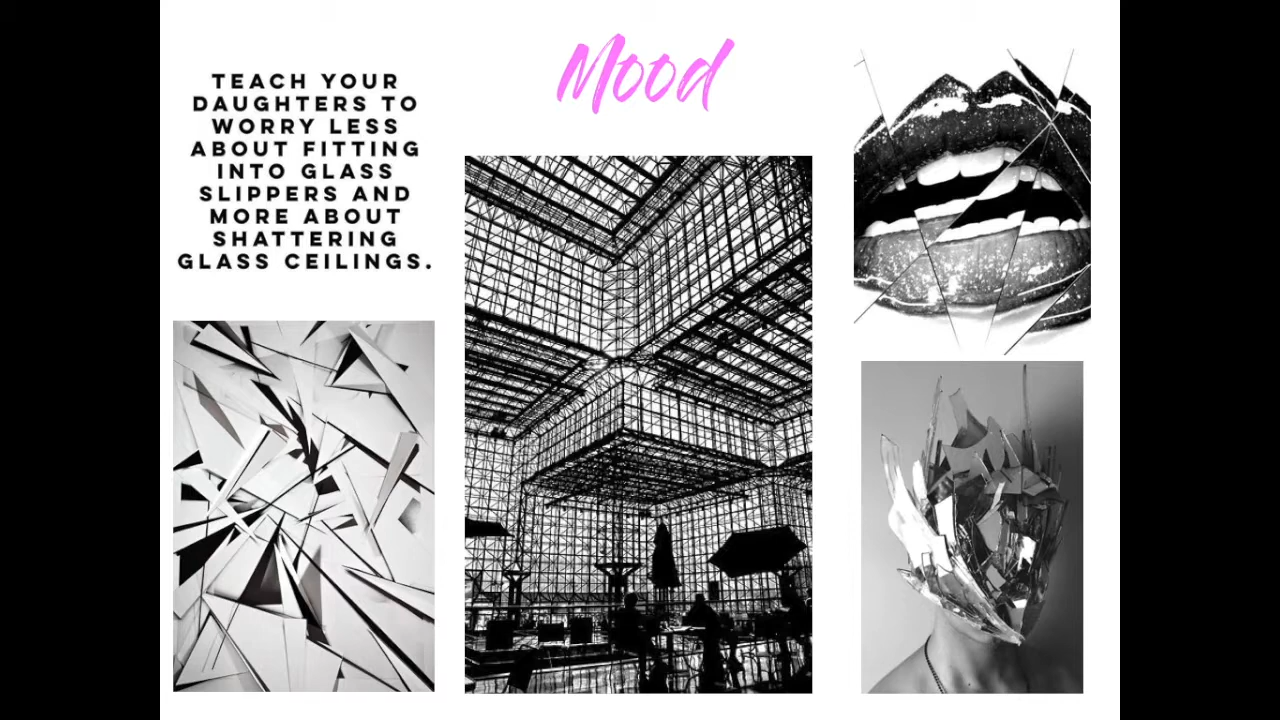 Mood
TEACH YOUR
DAUGHTERS TO
WORRY LESS
ABOUT FITTING
INTO GLASS
SLIPPERS AND
MORE ABOUT
SHATTERING
GLASS CEILINGS.